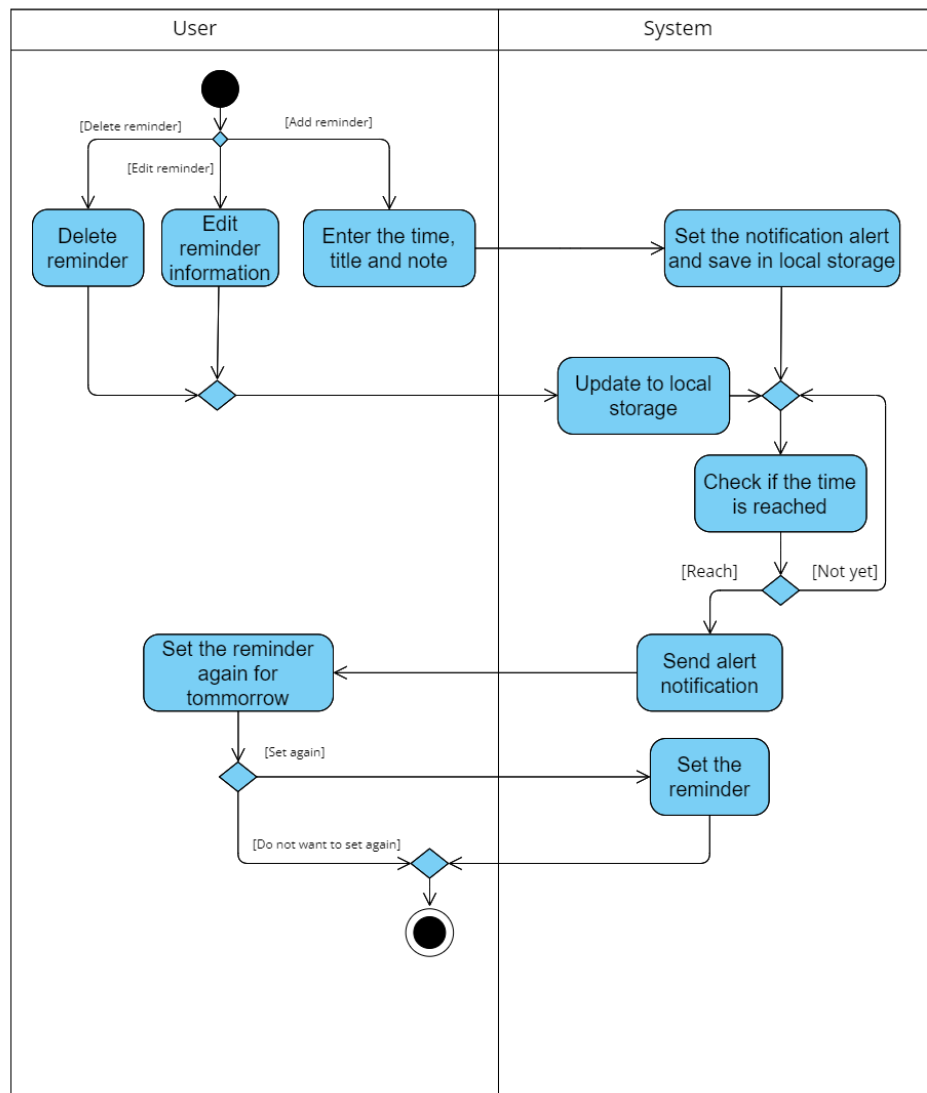 User
System
[Delete reminder]
[Add reminder]
[Edit reminder]
Delete
reminder
Edit
reminder
information
Enter the time,
title and note
Set the notification alert
and save in local storage
Update to local
storage
Check if the time
is reached
[Reach]
[Not yet]
Set the reminder
again for
tommorrow
Send alert
notification
[Set again]
Set the
reminder
[Do not want to set again]